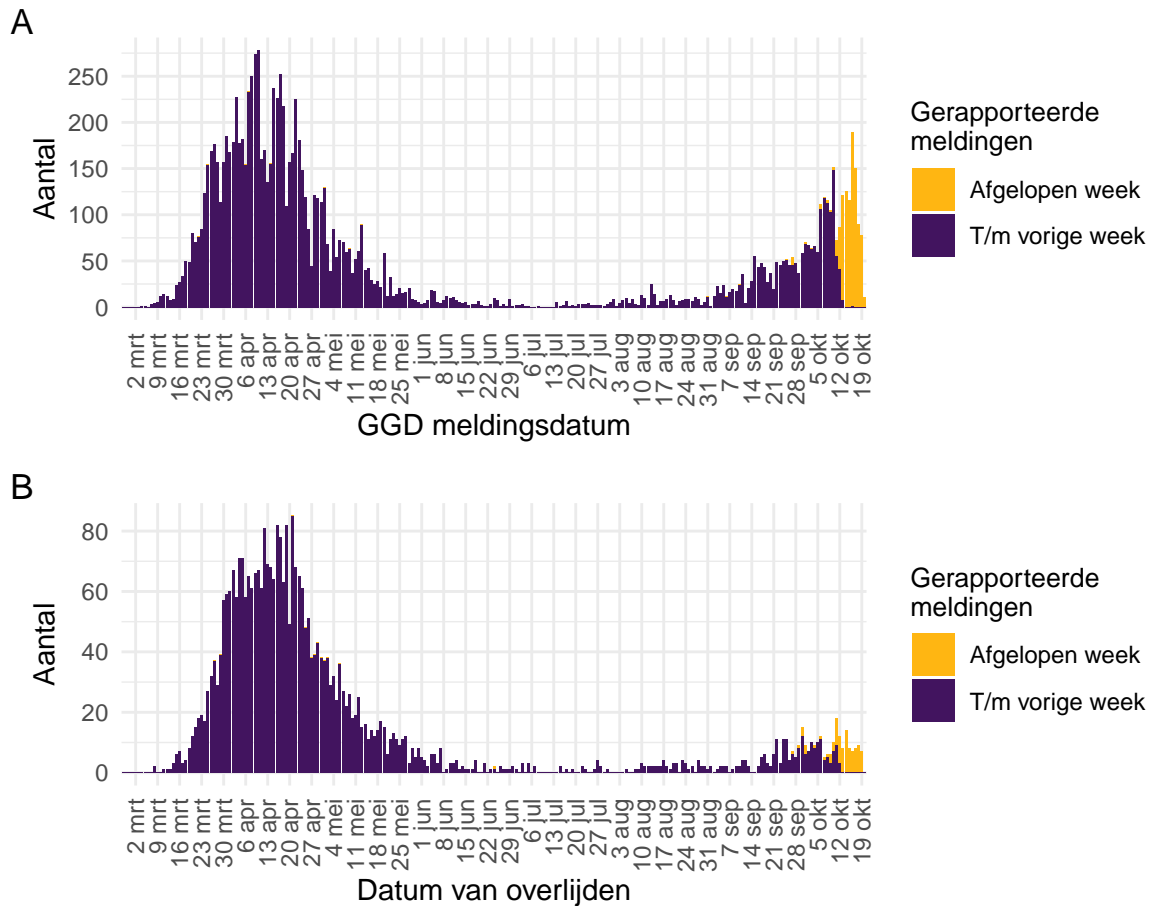 A
Aantal
250
200
150
100
50
0
2 mrt
9 mrt
16 mrt
23 mrt
30 mrt
6 apr
13 apr
20 apr
27 apr
4 mei
11 mei
18 mei
25 mei
1 jun
8 jun
15 jun
22 jun
29 jun
6 jul
13 jul
20 jul
27 jul
3 aug
10 aug
17 aug
24 aug
31 aug
7 sep
14 sep
21 sep
28 sep
5 okt
12 okt
19 okt
GGD meldingsdatum
Gerapporteerde
meldingen
Afgelopen week
T/m vorige week
B
Aantal
80
60
40
20
0
2 mrt
9 mrt
16 mrt
23 mrt
30 mrt
6 apr
13 apr
20 apr
27 apr
4 mei
11 mei
18 mei
25 mei
1 jun
8 jun
15 jun
22 jun
29 jun
6 jul
13 jul
20 jul
27 jul
3 aug
10 aug
17 aug
24 aug
31 aug
7 sep
14 sep
21 sep
28 sep
5 okt
12 okt
19 okt
Datum van overlijden
Gerapporteerde
meldingen
Afgelopen week
T/m vorige week